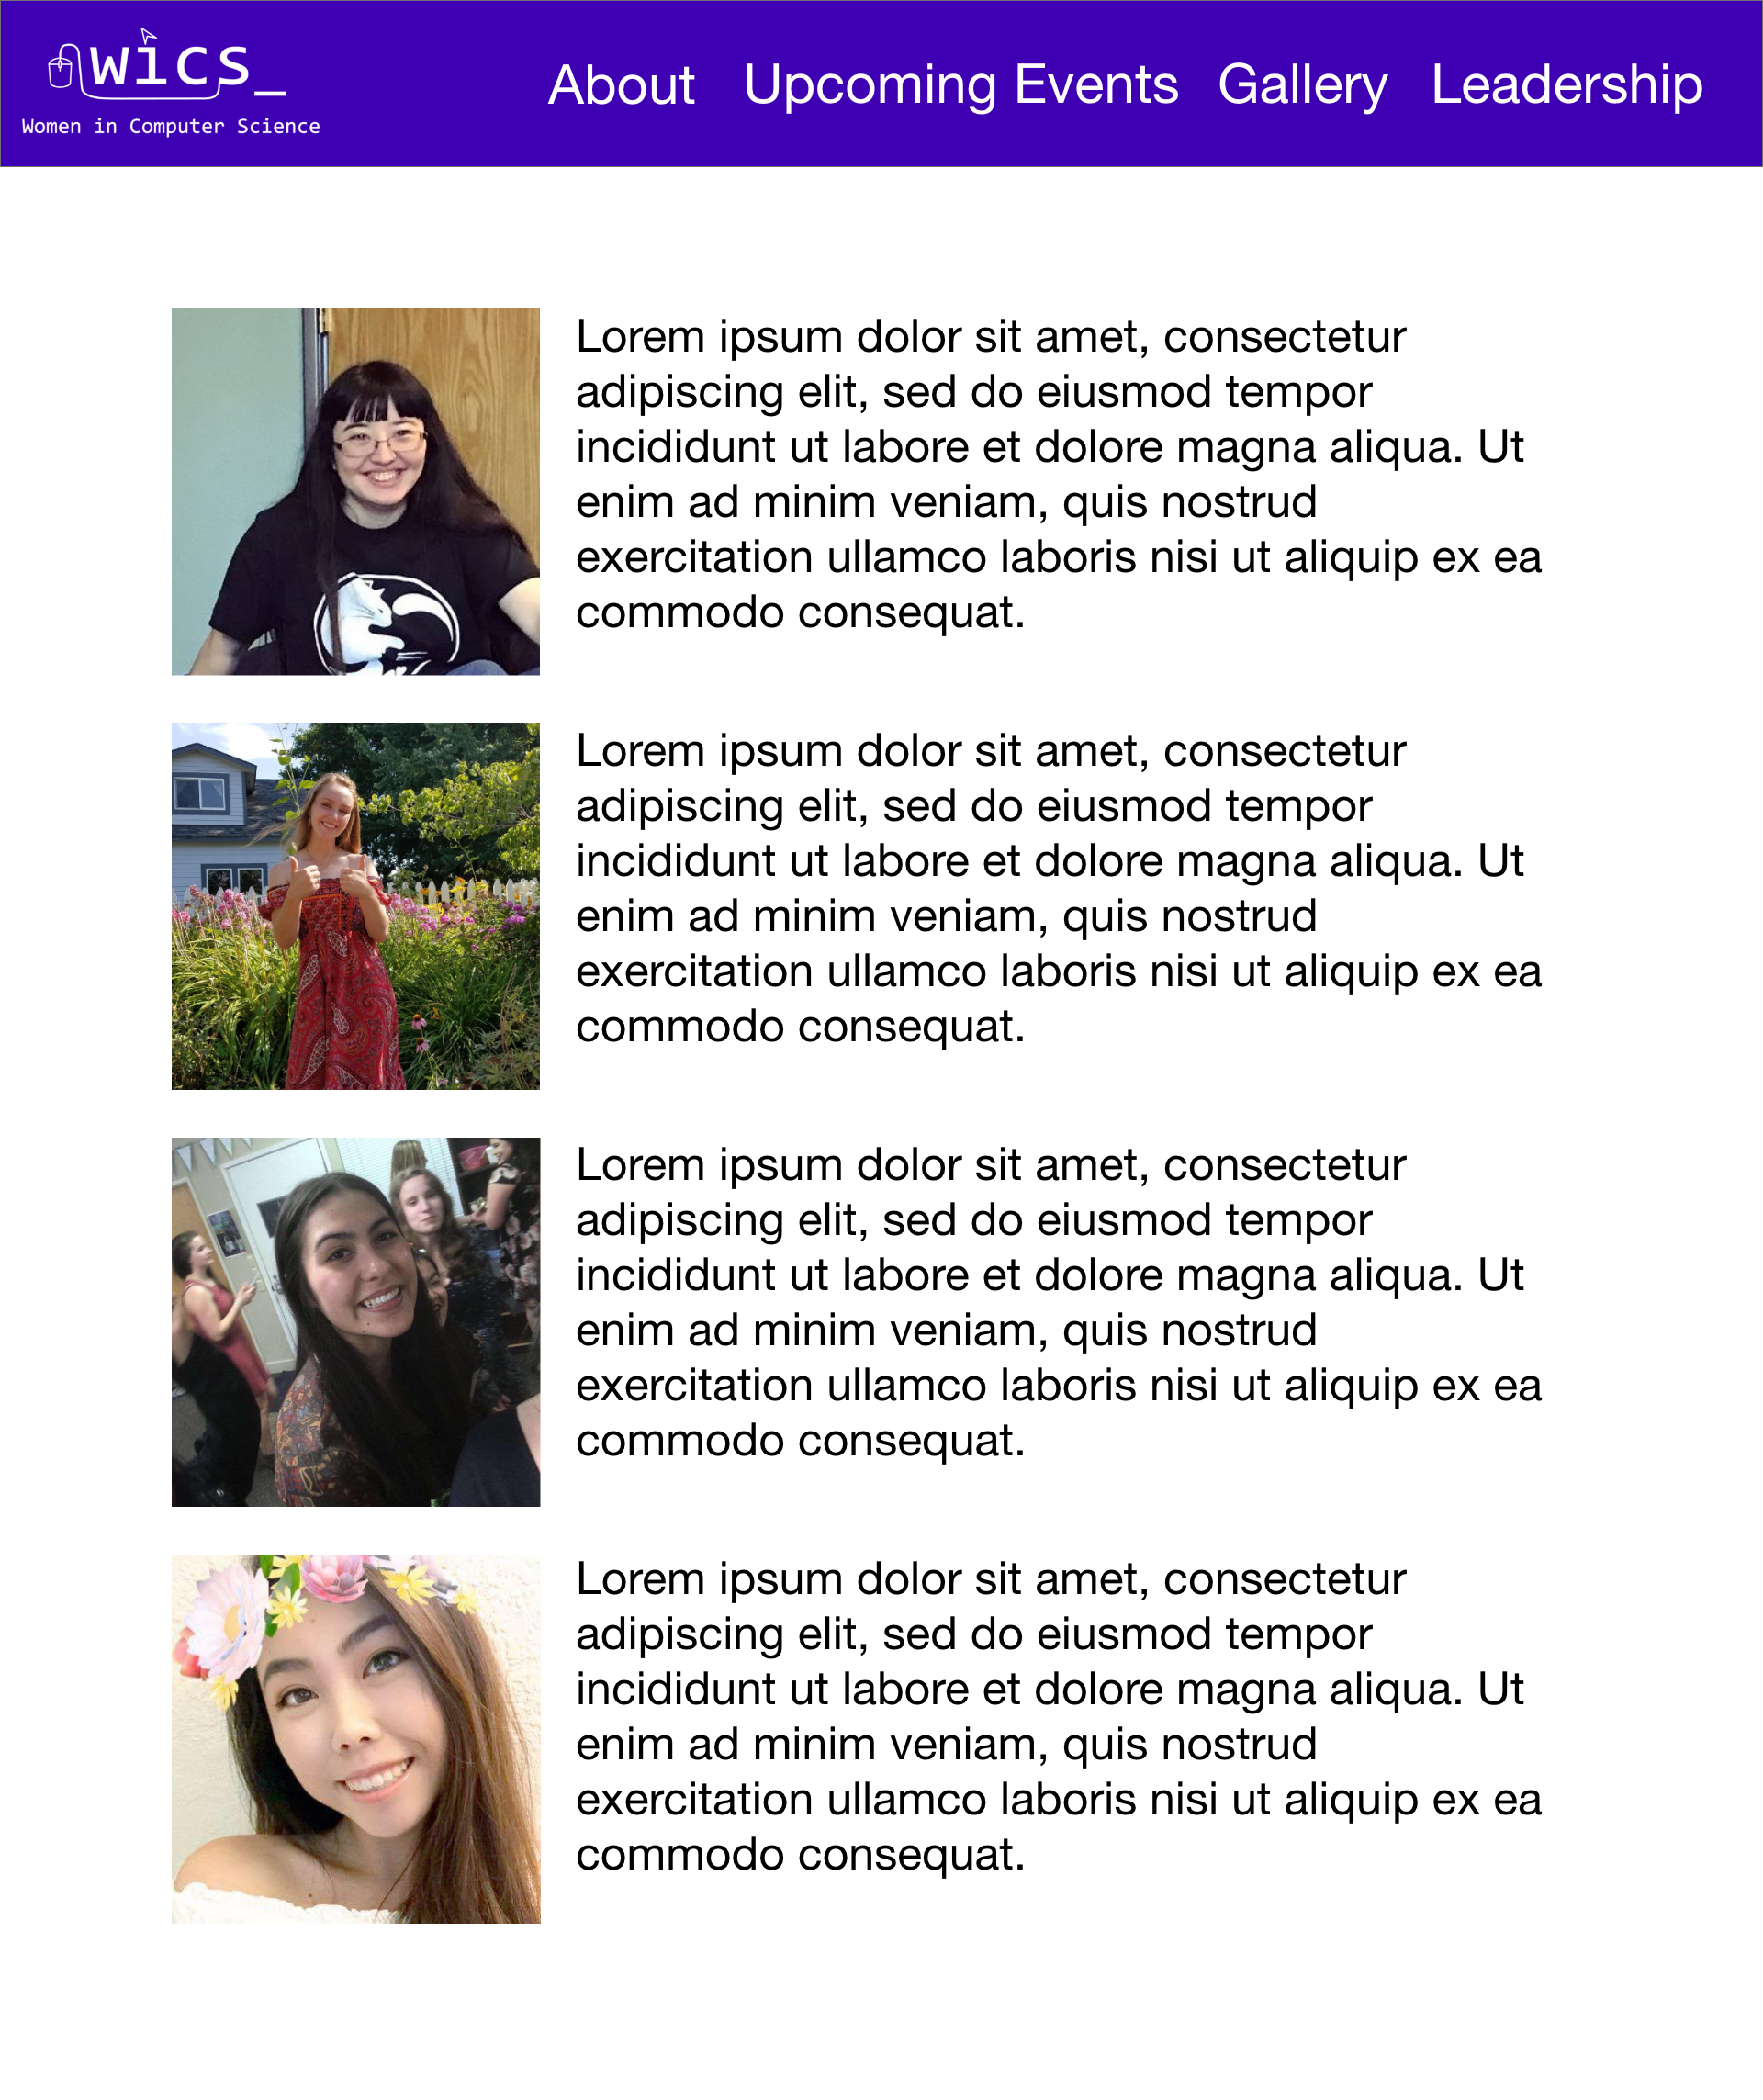 wics_
Women in Computer Science
About Upcoming Events Gallery Leadership
Lorem ipsum dolor sit amet, consectetur
adipiscing elit, sed do eiusmod tempor
incididunt ut labore et dolore magna aliqua. Ut
enim ad minim veniam, quis nostrud
exercitation ullamco laboris nisi ut aliquip ex ea
commodo consequat.
Lorem ipsum dolor sit amet, consectetur
adipiscing elit, sed do eiusmod tempor
incididunt ut labore et dolore magna aliqua. Ut
enim ad minim veniam, quis nostrud
exercitation ullamco laboris nisi ut aliquip ex ea
commodo consequat.
Lorem ipsum dolor sit amet, consectetur
adipiscing elit, sed do eiusmod tempor
incididunt ut labore et dolore magna aliqua. Ut
enim ad minim veniam, quis nostrud
exercitation ullamco laboris nisi ut aliquip ex ea
commodo consequat.
Lorem ipsum dolor sit amet, consectetur
adipiscing elit, sed do eiusmod tempor
incididunt ut labore et dolore magna aliqua. Ut
enim ad minim veniam, quis nostrud
exercitation ullamco laboris nisi ut aliquip ex ea
commodo consequat.